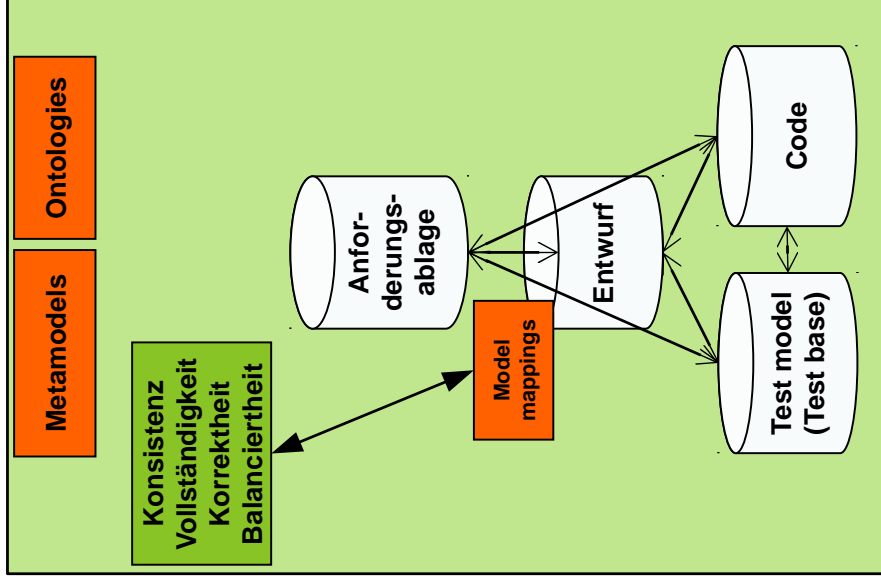 Metamodels
Ontologies
Konsistenz
Vollständigkeit
Korrektheit
Balanciertheit
Anfor-
derungs-
ablage
Model
mappings
Entwurf
Test model
(Test base)
Code